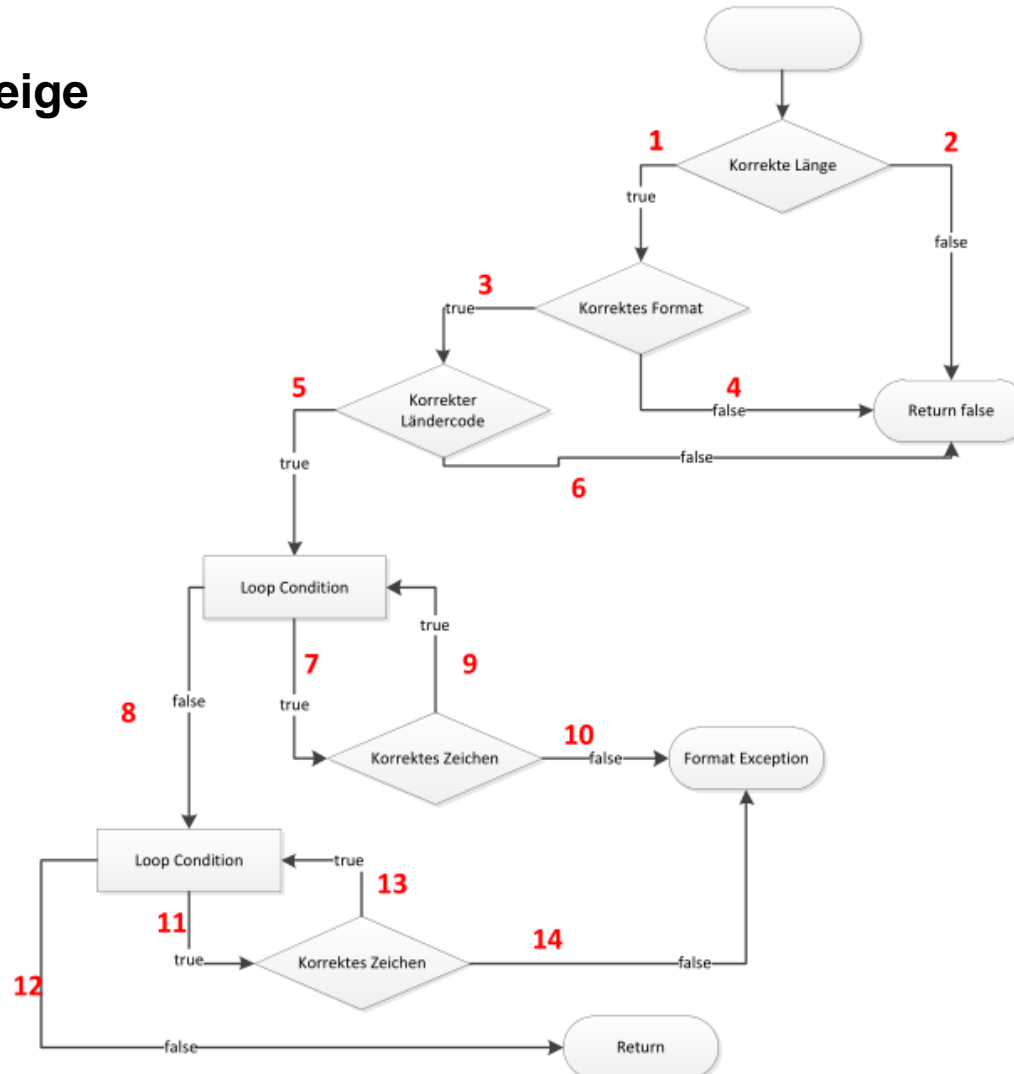 eige
1
2
Korrekte Länge
true
false
3
true
Korrektes Format
5
4
Korrekter
Ländercode
false
Return false
true
false
6
Loop Condition
true
7
9
8
false
true
10
Korrektes Zeichen
false
Format Exception
Loop Condition
true
13
11
14
true
Korrektes Zeichen
false
12
false
Return